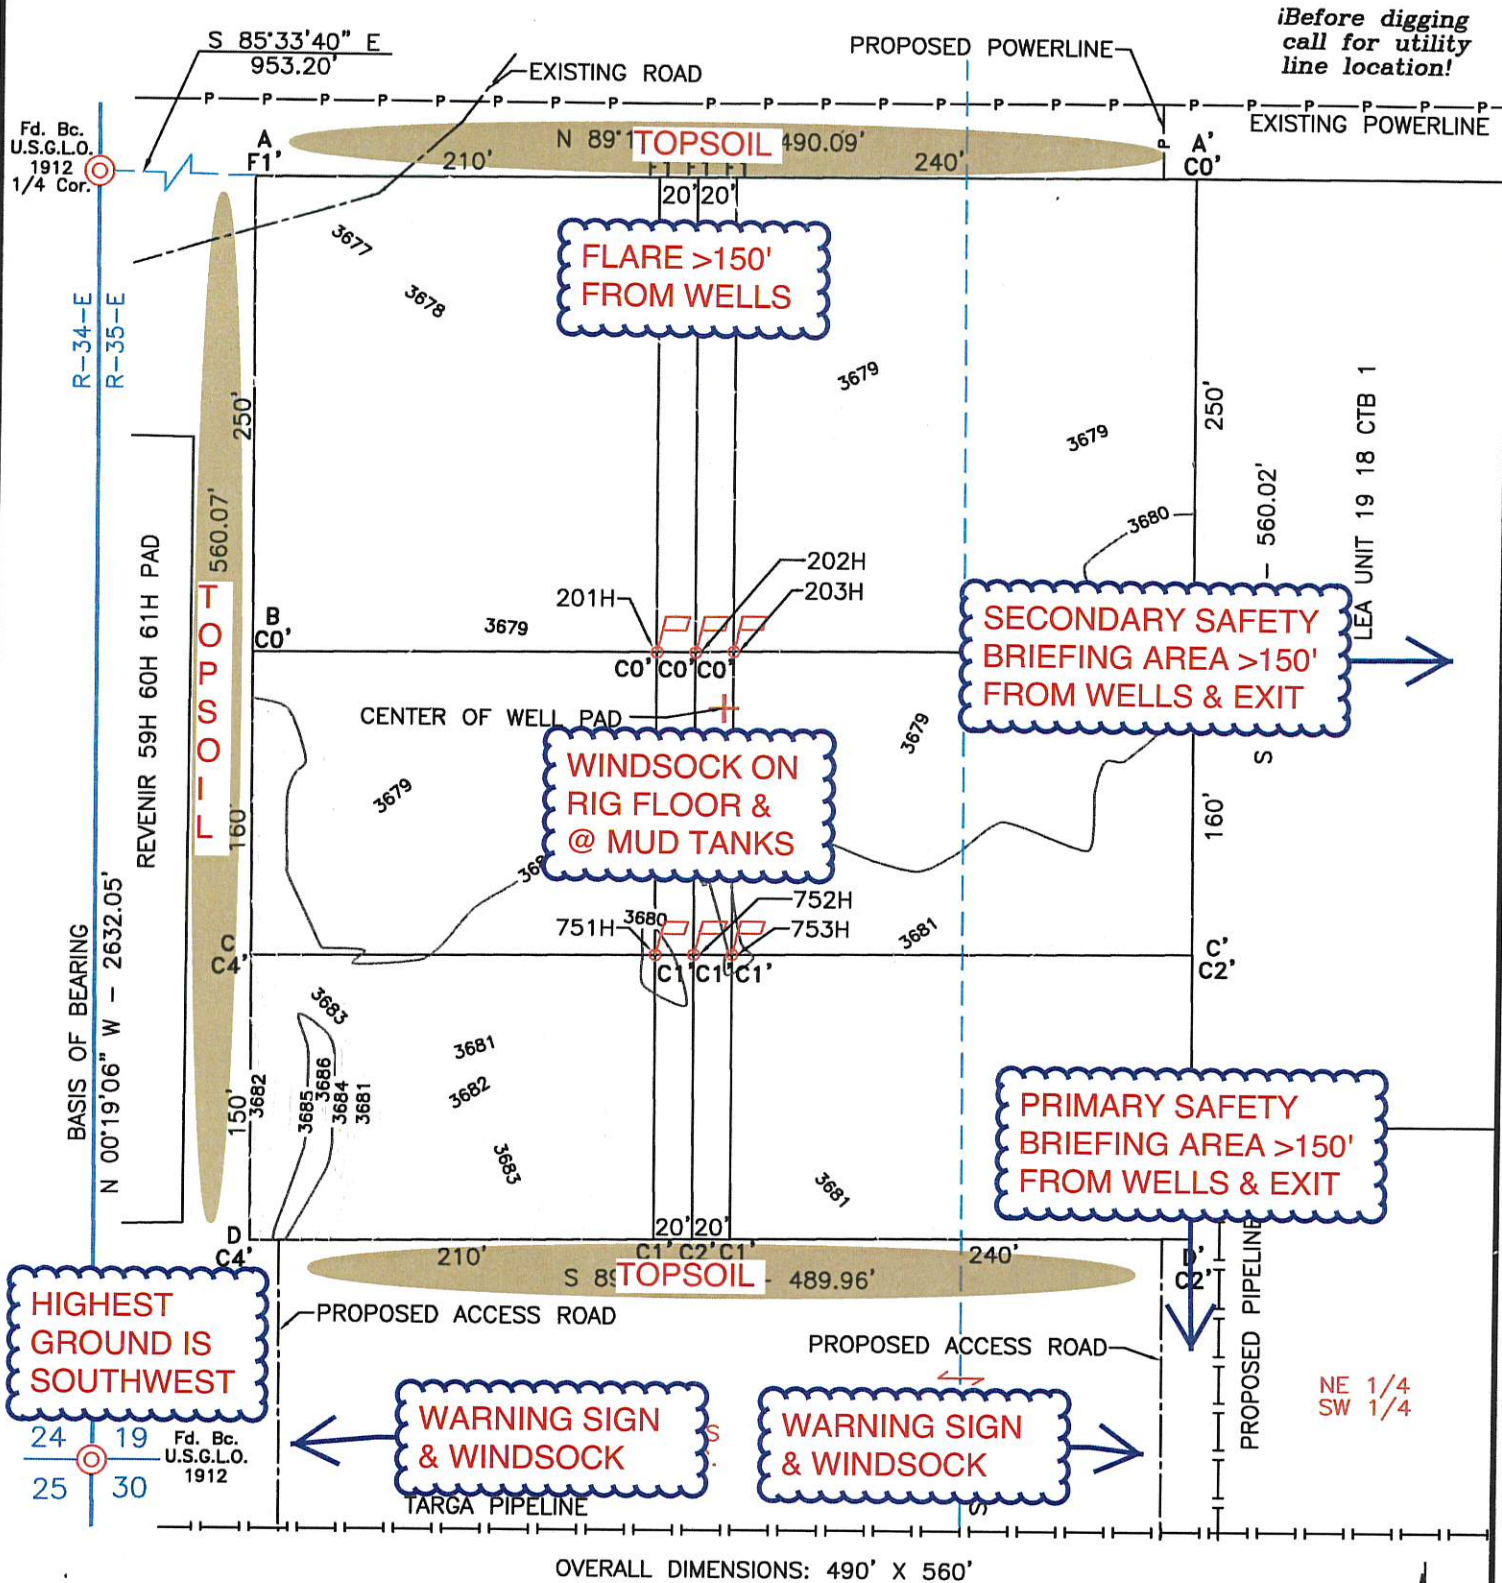 ¡Before digging
call for utility
line location!
S 85°33'40" E
953.20'
EXISTING ROAD
PROPOSED POWERLINE
P P P P P P P P P P P P P P P P P P P P P P
EXISTING POWERLINE
P
Fd. Bc.
U.S.G.L.O.
1912
1/4 Cor.
A
F1'
N 89°1
TOPSOIL
490.09'
210'
240'
F1' F1' F1'
A'
C0'
20' 20'
3677
3678
FLARE >150'
FROM WELLS
R-34-E
R-35-E
3679
250'
250'
3679
560.07'
3680
- 560.02'
LEA UNIT 19 18 CTB 1
REVENIR 59H 60H 61H PAD
TOPSOIL
201H
202H
203H
B
C0'
3679
C0' C0' C0'
SECONDARY SAFETY
BRIEFING AREA >150'
FROM WELLS & EXIT
CENTER OF WELL PAD
3679
S
WINDSOCK ON
RIG FLOOR &
@ MUD TANKS
3679
160'
160'
368
BASIS OF BEARING
N 00°19'06" W - 2632.05'
751H
3680
752H
753H
3681
C
C4'
C1' C1' C1'
C'
C2'
3683
3681
3682
3682
3685
3686
3684
3681
150'
3683
3681
PRIMARY SAFETY
BRIEFING AREA >150'
FROM WELLS & EXIT
D
C4'
20' 20'
210'
C1' C2' C1'
240'
D'
C2'
S 89
TOPSOIL
- 489.96'
PROPOSED PIPELINE
HIGHEST
GROUND IS
SOUTHWEST
PROPOSED ACCESS ROAD
PROPOSED ACCESS ROAD
NE 1/4
SW 1/4
WARNING SIGN
& WINDSOCK
S
WARNING SIGN
& WINDSOCK
24 19
25 30
Fd. Bc.
U.S.G.L.O.
1912
TARGA PIPELINE
S
OVERALL DIMENSIONS: 490' X 560'